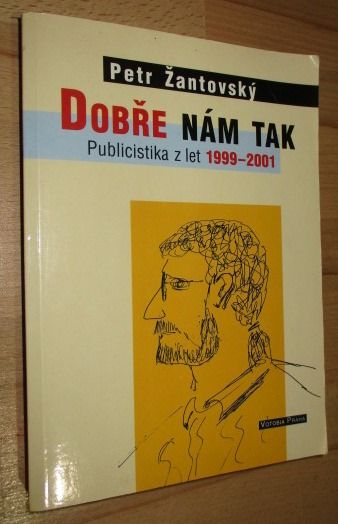 Petr Žantovský
DOBŘE NÁM TAK
Publicistika z let 1999–2001
VOTOBIA PRAHA